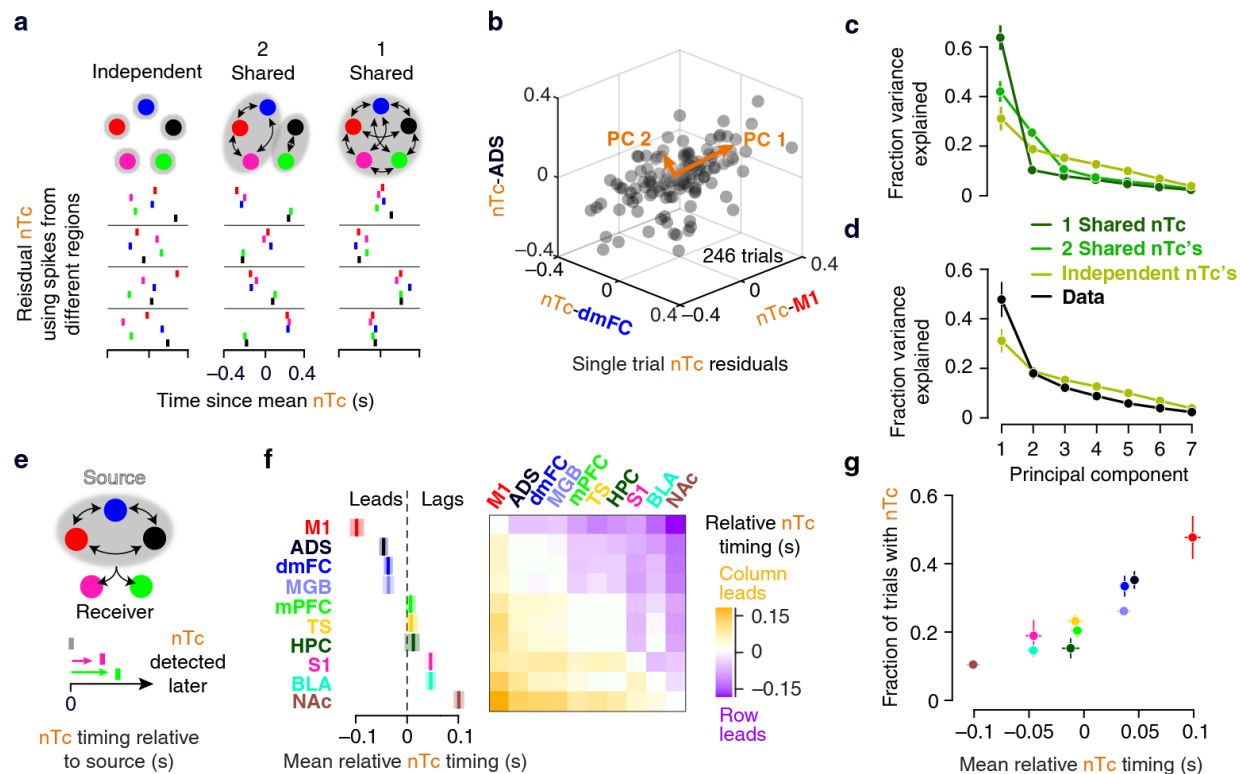 a
Independent
2
Shared
1
Shared
Reisdual nTc
using spikes from
different regions
−0.4
0
0.4
Time since mean nTc (s)
b
nTc-ADS
0.4
0
−0.4
PC 2
PC 1
246 trials
−0.4
0
0.4
−0.4
0
0.4
nTc-dmFC
nTc-M1
Single trial nTc residuals
c
Fraction variance
explained
0.6
0.4
0.2
0
1 Shared nTc
2 Shared nTc's
Independent nTc's
Data
d
Fraction variance
explained
0.6
0.4
0.2
0
1 2 3 4 5 6 7
Principal component
e
Source
Receiver
nTc
detected
later
0
nTc timing relative
to source (s)
f
Leads
Lags
M1
ADS
dmFC
MGB
mPFC
TS
HPC
S1
BLA
NAc
−0.1
0
0.1
Mean relative nTc timing (s)
M1
ADS
dmFC
MGB
mPFC
TS
HPC
S1
BLA
NAc
Relative nTc
timing (s)
Column
leads
0.15
0
−0.15
Row
leads
g
Fraction of trials with nTc
0.6
0.4
0.2
0
−0.1
−0.05
0
0.05
0.1
Mean relative nTc timing (s)